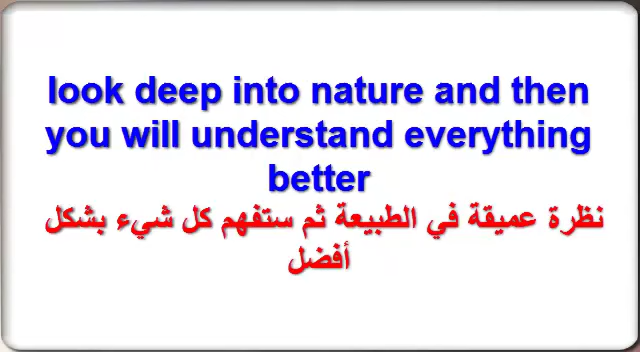 look deep into nature and then
you will understand everything
better
نظرة عميقة في الطبيعة ثم ستفهم كل شيء بشكل
أفضل